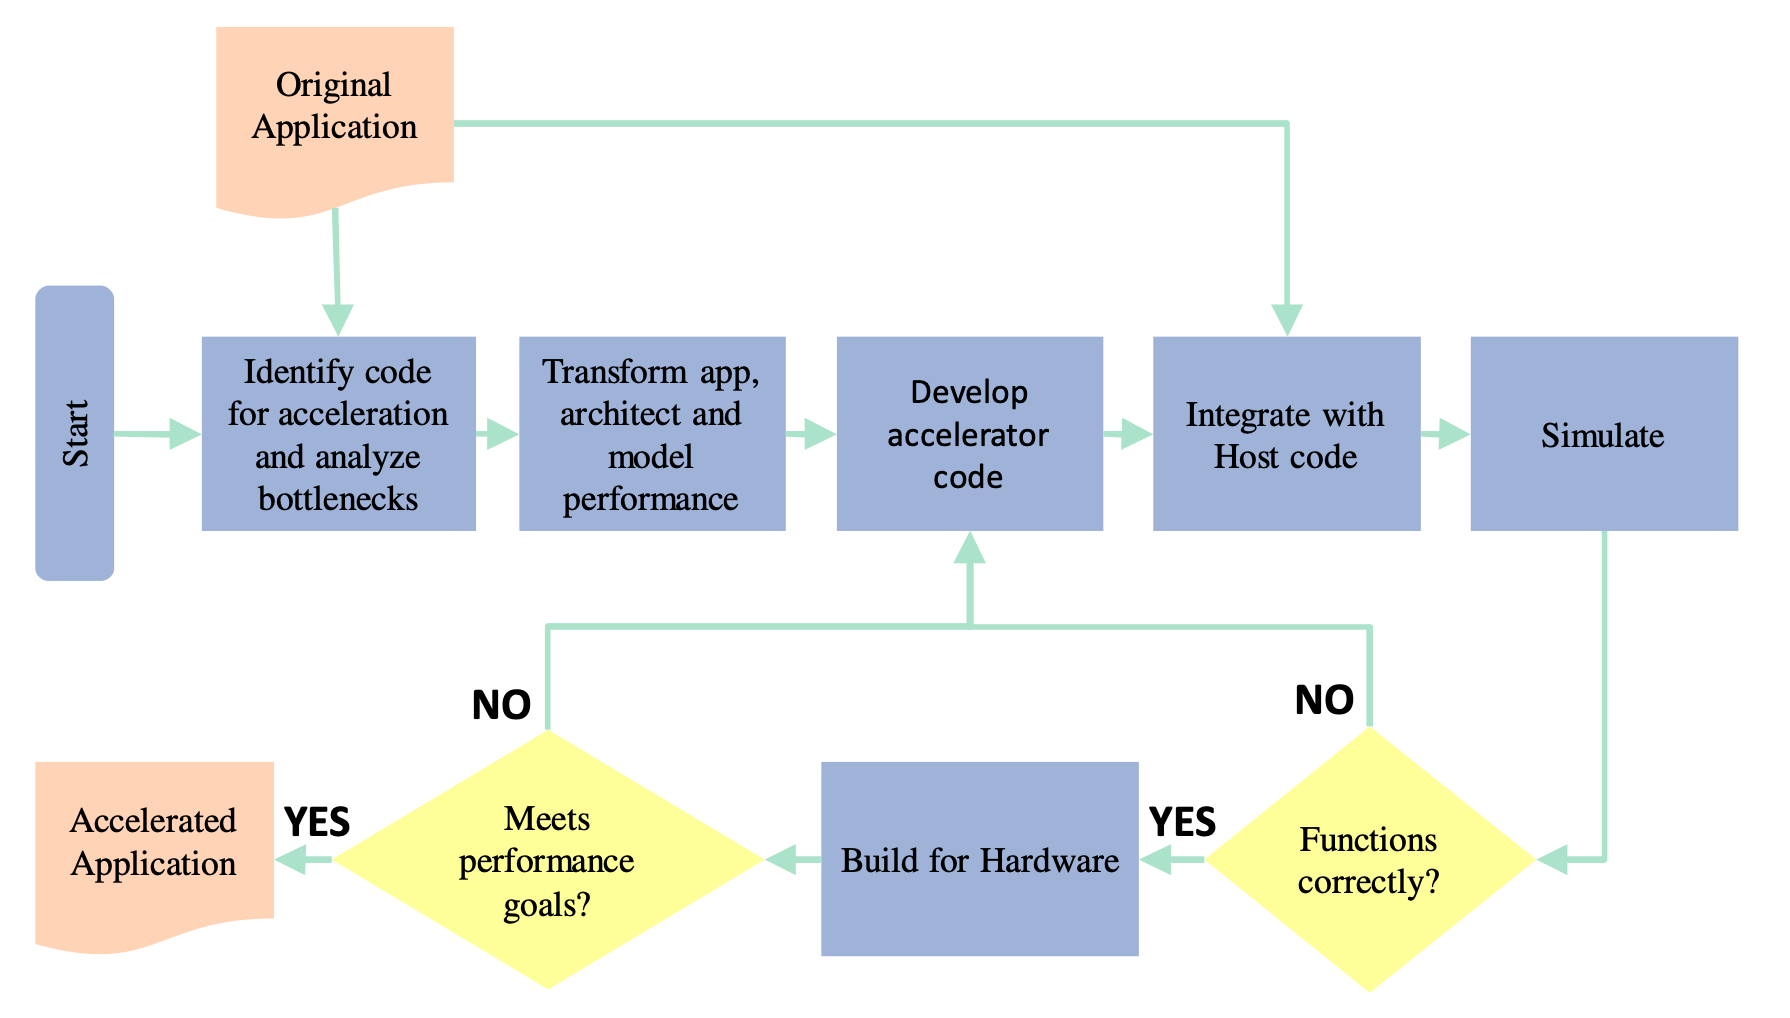 Original
Application
Start
Identify code
for acceleration
and analyze
bottlenecks
Transform app,
architect and
model
performance
Develop
accelerator
code
Integrate with
Host code
Simulate
NO
NO
Accelerated
Application
YES
Meets
performance
goals?
Build for Hardware
YES
Functions
correctly?